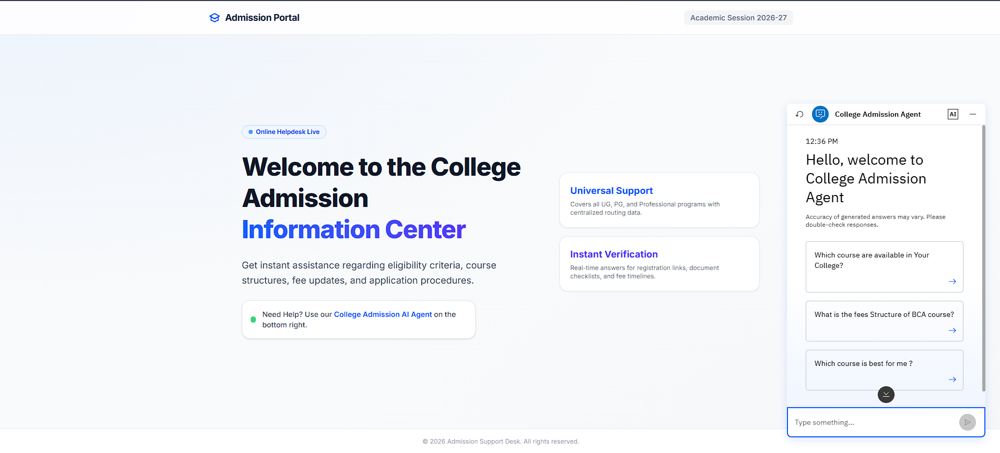 Admission Portal
Academic Session 2026-27
Online Helpdesk Live
Welcome to the College
Admission
Information Center
Get instant assistance regarding eligibility criteria, course
structures, fee updates, and application procedures.
Need Help? Use our College Admission AI Agent on the
bottom right.
Universal Support
Covers all UG, PG, and Professional programs with
centralized routing data.
Instant Verification
Real-time answers for registration links, document
checklists, and fee timelines.
College Admission Agent
AI
12:36 PM
Hello, welcome to
College Admission
Agent
Accuracy of generated answers may vary. Please
double-check responses.
Which course are available in Your
College?
What is the fees Structure of BCA course?
Which course is best for me ?
Type something...
© 2026 Admission Support Desk. All rights reserved.